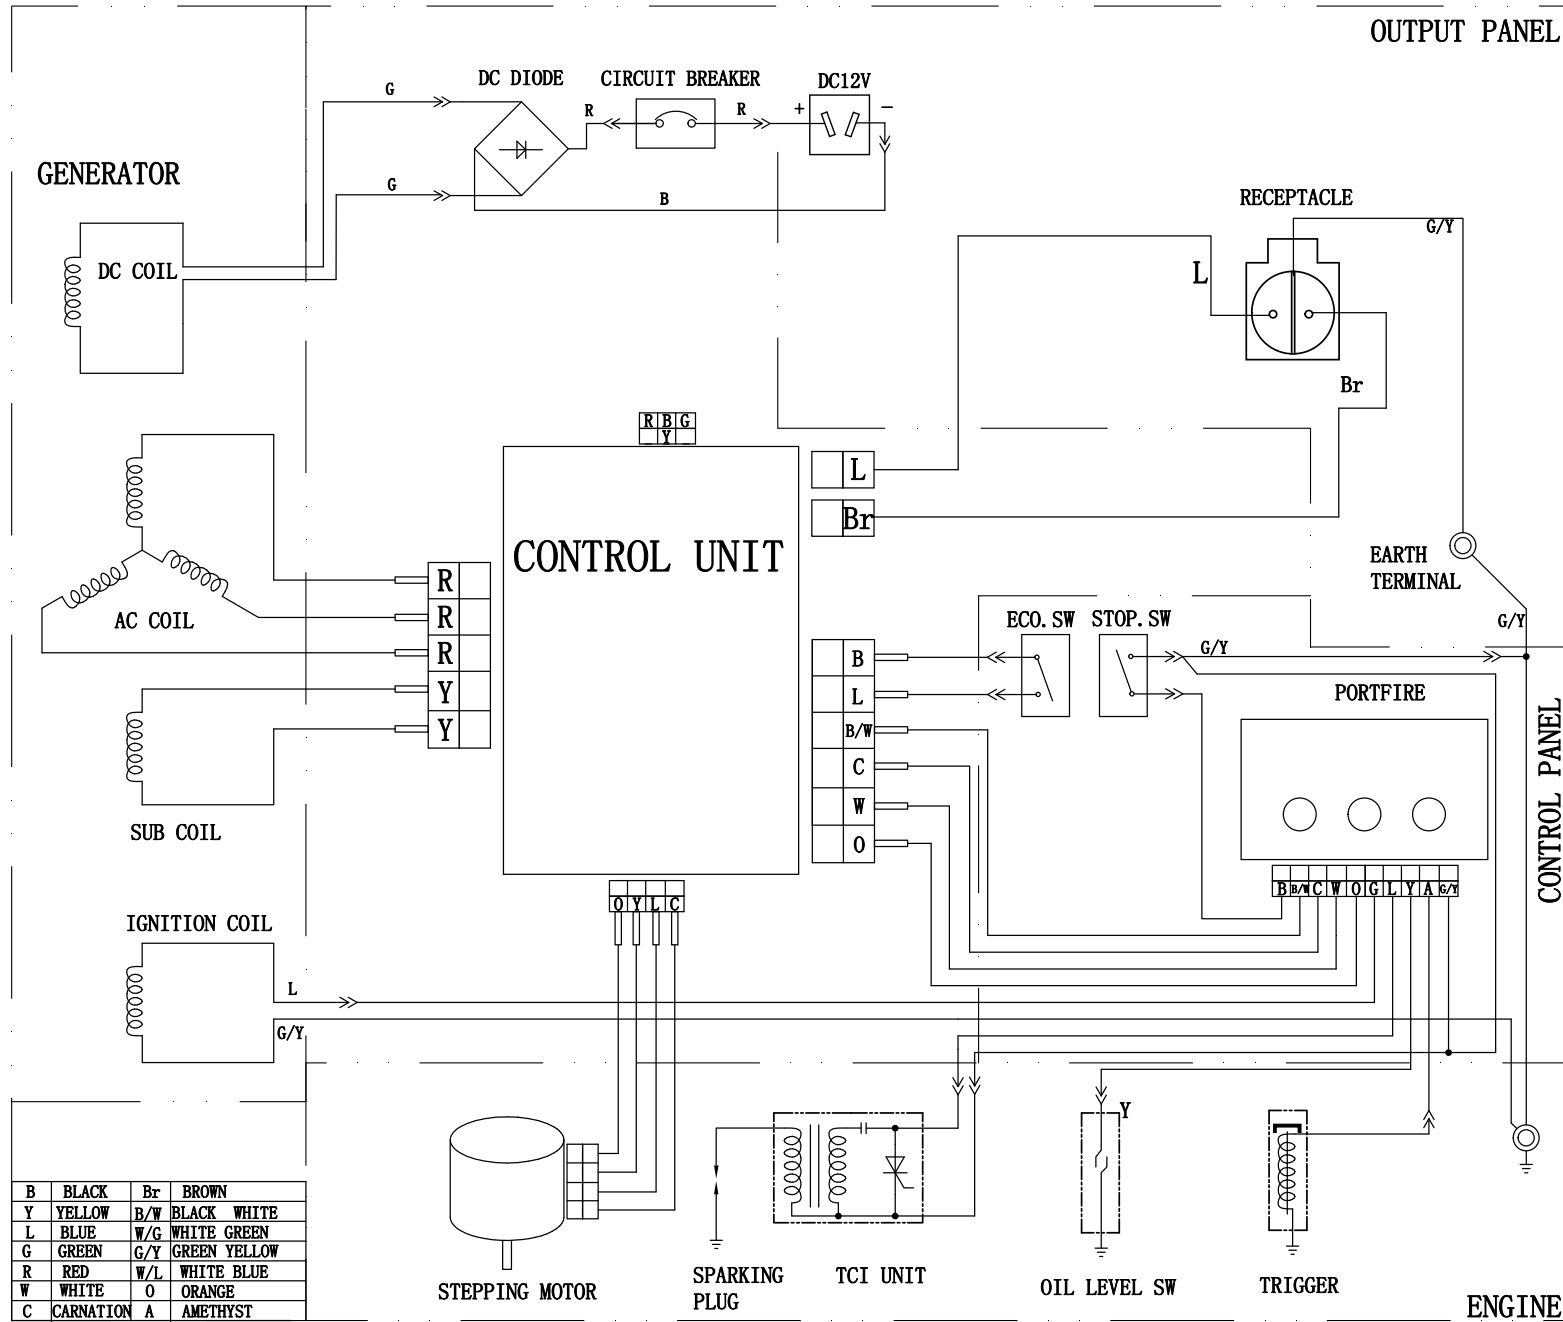 OUTPUT PANEL
DC DIODE
CIRCUIT BREAKER
DC12V
G
R
R
+
−
GENERATOR
G
B
RECEPTACLE
G/Y
DC COIL
L
Br
R B G
Y
L
Br
CONTROL UNIT
EARTH
TERMINAL
R
R
R
Y
Y
AC COIL
ECO.SW
STOP.SW
G/Y
G/Y
B
L
B/W
C
W
O
PORTFIRE
CONTROL PANEL
SUB COIL
B B/W C W O G L Y A G/Y
O Y L C
IGNITION COIL
L
G/Y
Y
B BLACK Br BROWN
Y YELLOW B/W BLACK WHITE
L BLUE W/G WHITE GREEN
G GREEN G/Y GREEN YELLOW
R RED W/L WHITE BLUE
W WHITE O ORANGE
C CARNATION A AMETHYST
STEPPING MOTOR
SPARKING
PLUG
TCI UNIT
OIL LEVEL SW
TRIGGER
ENGINE